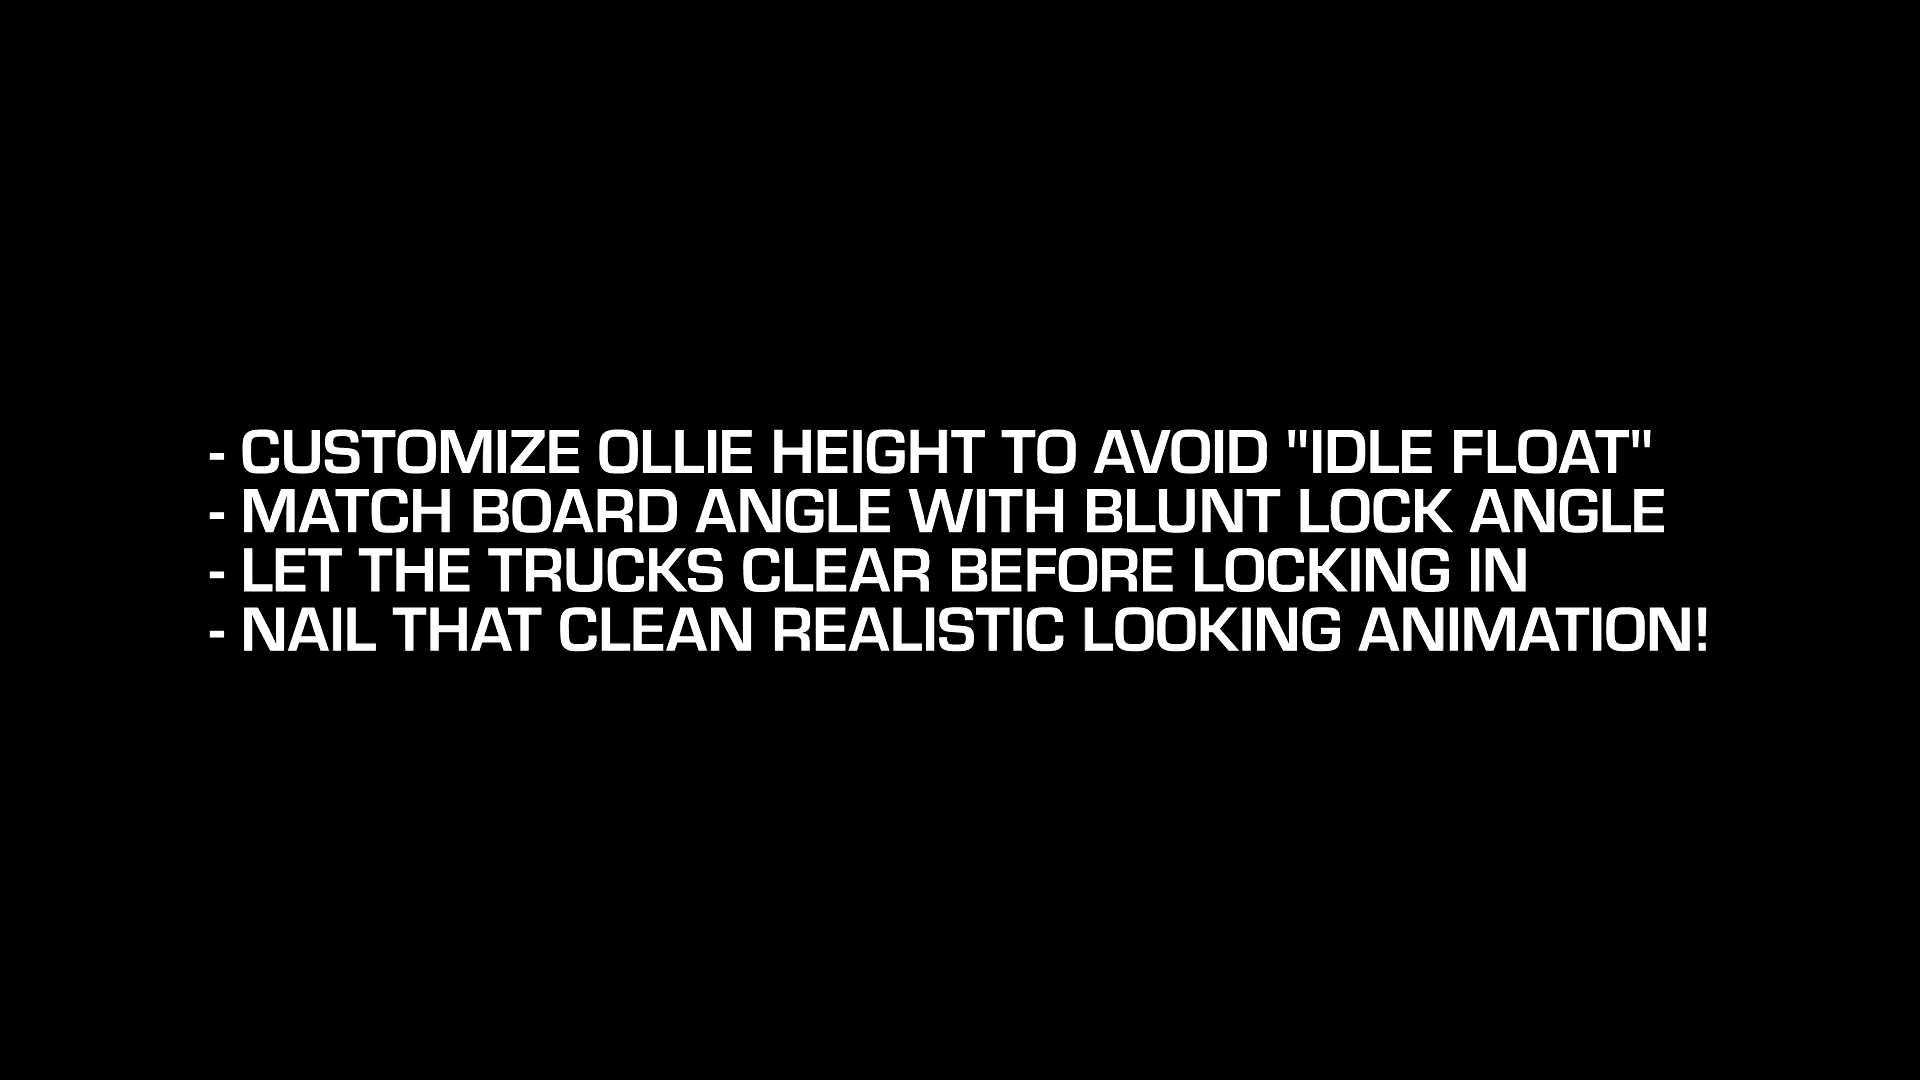 - CUSTOMIZE OLLIE HEIGHT TO AVOID "IDLE FLOAT"
- MATCH BOARD ANGLE WITH BLUNT LOCK ANGLE
- LET THE TRUCKS CLEAR BEFORE LOCKING IN
- NAIL THAT CLEAN REALISTIC LOOKING ANIMATION!